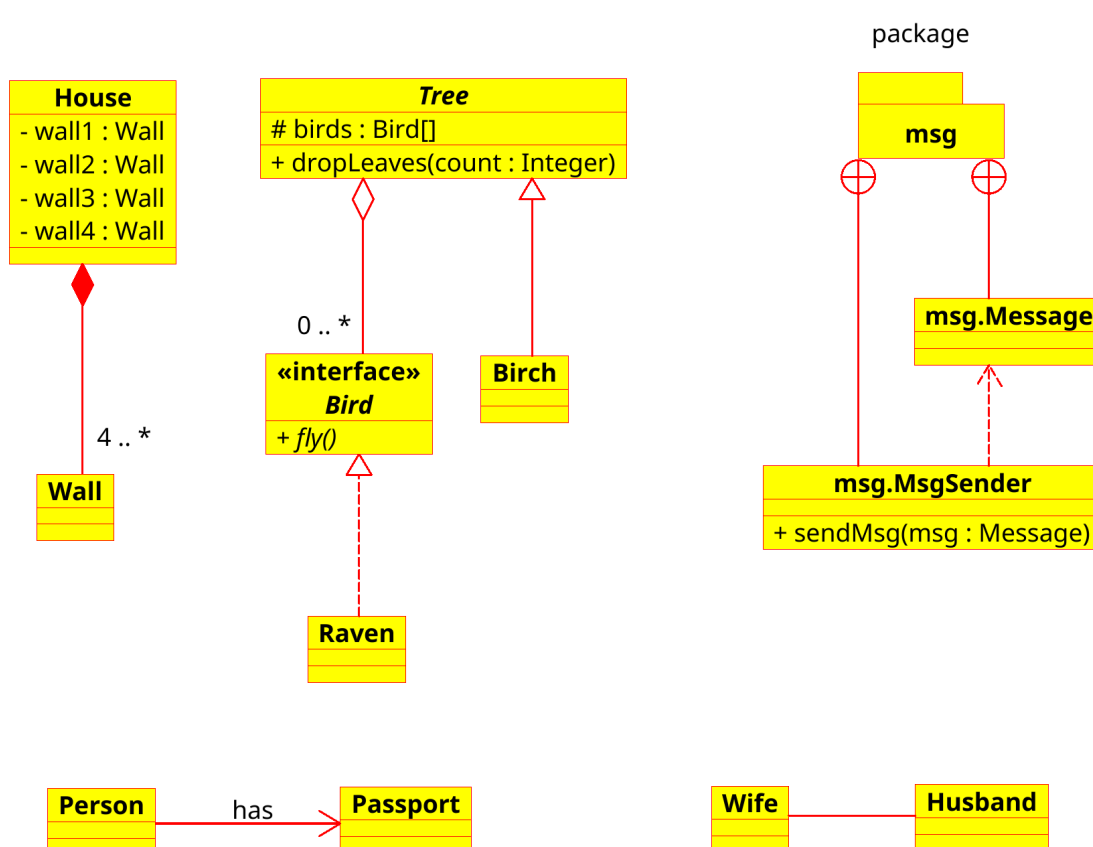 package
House
- wall1 : Wall
- wall2 : Wall
- wall3 : Wall
- wall4 : Wall
4 .. *
Wall
Tree
# birds : Bird[]
+ dropLeaves(count : Integer)
0 .. *
«interface»
Bird
+ fly()
Birch
Raven
msg
msg.Message
msg.MsgSender
+ sendMsg(msg : Message)
Person
has
Passport
Wife
Husband